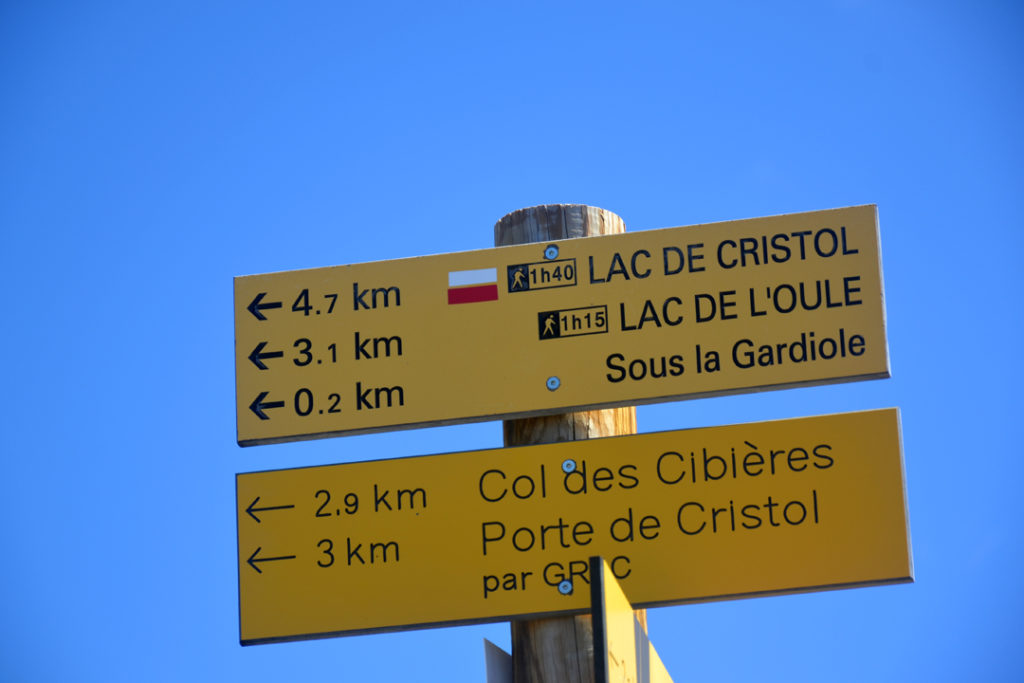 ← 4.7 km 1h40 LAC DE CRISTOL
← 3.1 km 1h15 LAC DE L'OULE
← 0.2 km Sous la Gardiole
← 2.9 km Col des Cibières
← 3 km Porte de Cristol
par